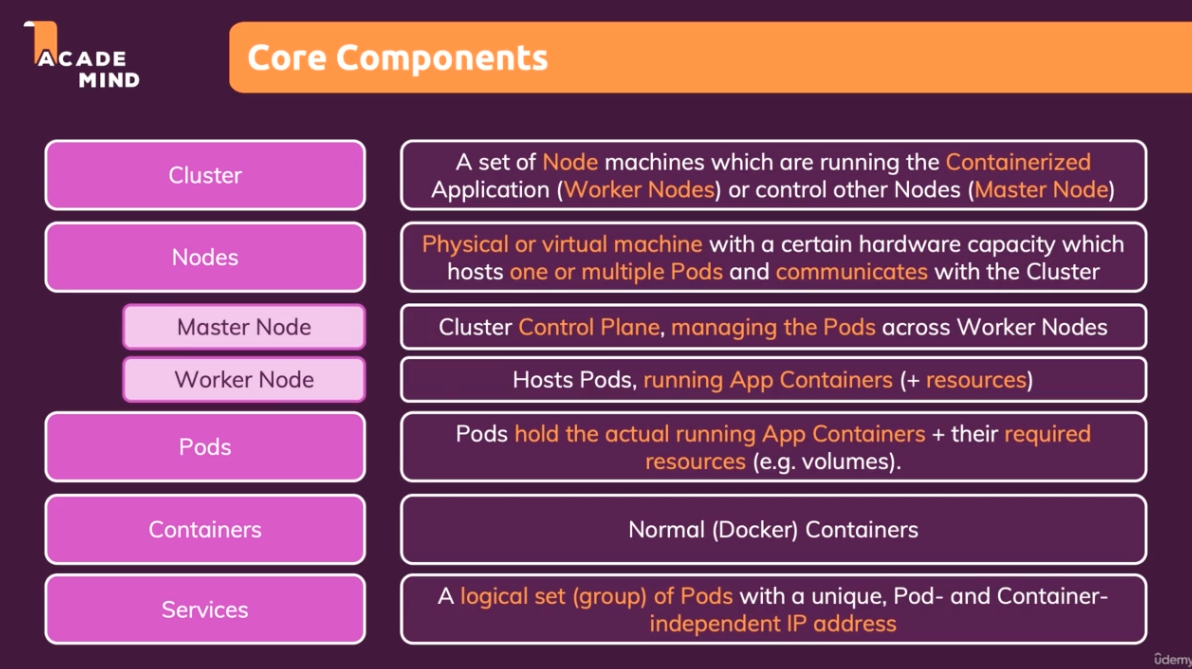 ACADE
MIND
Core Components
Cluster
A set of Node machines which are running the Containerized
Application (Worker Nodes) or control other Nodes (Master Node)
Nodes
Physical or virtual machine with a certain hardware capacity which
hosts one or multiple Pods and communicates with the Cluster
Master Node
Cluster Control Plane, managing the Pods across Worker Nodes
Worker Node
Hosts Pods, running App Containers (+ resources)
Pods
Pods hold the actual running App Containers + their required
resources (e.g. volumes).
Containers
Normal (Docker) Containers
Services
A logical set (group) of Pods with a unique, Pod- and Container-
independent IP address
udemy